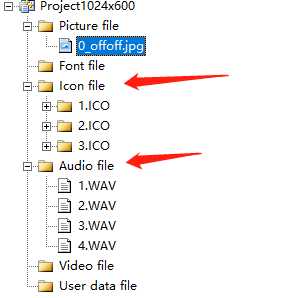 Project1024x600
Picture file
0_offoff.jpg
Font file
Icon file
1.ICO
2.ICO
3.ICO
Audio file
1.WAV
2.WAV
3.WAV
4.WAV
Video file
User data file